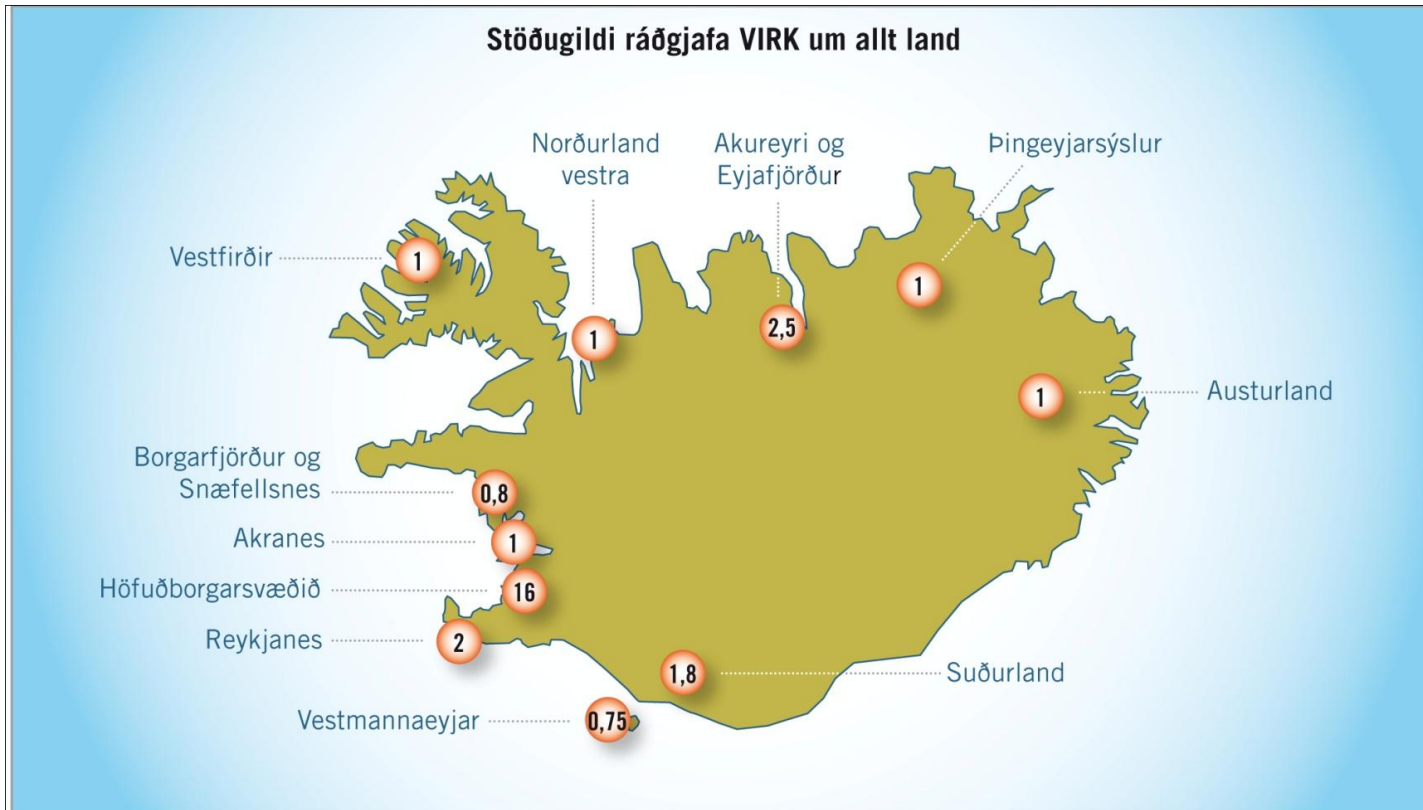 Stöðugildi ráðgjafa VIRK um allt land
Norðurland
vestra
Akureyri og
Eyjafjörður
Þingeyjarsýslur
Vestfirðir
1
1
2,5
1
1
Austurland
Borgarfjörður og
Snæfellsnes
0,8
Akranes
1
Höfuðborgarsvæðið
16
Reykjanes
2
1,8
Suðurland
Vestmannaeyjar
0,75